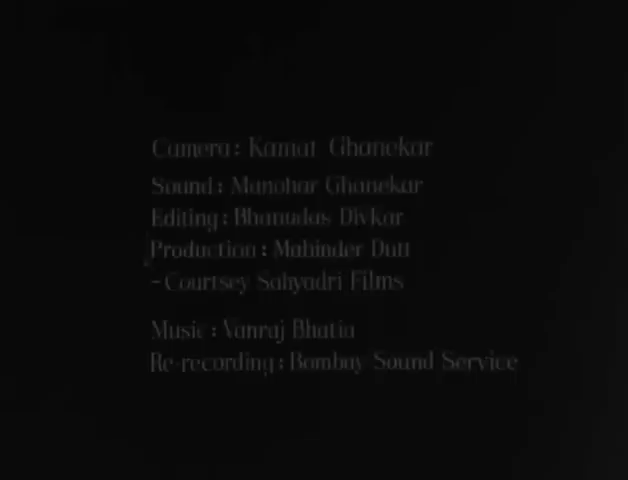 Camera: Kamat Ghanekar
Sound: Manohar Ghanekar
Editing: Bhanudas Divkar
Production: Mahinder Dutt
- Courtsey Sahyadri Films
Music: Vanraj Bhatia
Re-recording: Bombay Sound Service